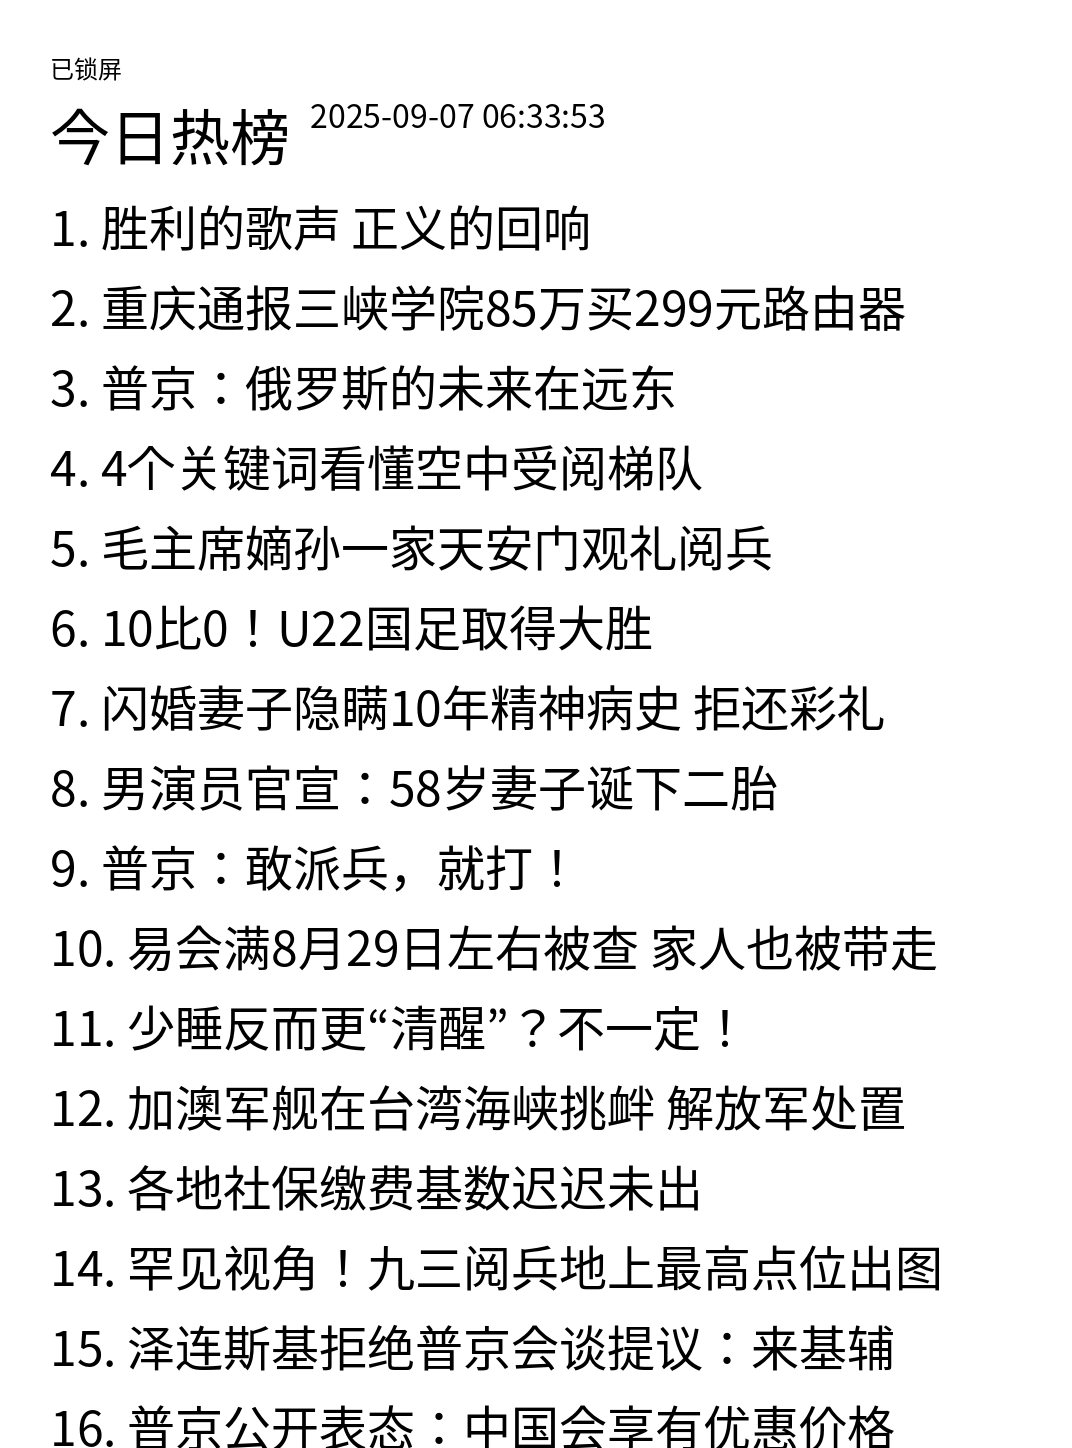 已锁屏
今日热榜 2025-09-07 06:33:53
1. 胜利的歌声 正义的回响
2. 重庆通报三峡学院85万买299元路由器
3. 普京：俄罗斯的未来在远东
4. 4个关键词看懂空中受阅梯队
5. 毛主席嫡孙一家天安门观礼阅兵
6. 10比0！U22国足取得大胜
7. 闪婚妻子隐瞒10年精神病史 拒还彩礼
8. 男演员官宣：58岁妻子诞下二胎
9. 普京：敢派兵，就打！
10. 易会满8月29日左右被查 家人也被带走
11. 少睡反而更“清醒”？不一定！
12. 加澳军舰在台湾海峡挑衅 解放军处置
13. 各地社保缴费基数迟迟未出
14. 罕见视角！九三阅兵地上最高点位出图
15. 泽连斯基拒绝普京会谈提议：来基辅
16. 普京公开表态：中国会享有优惠价格